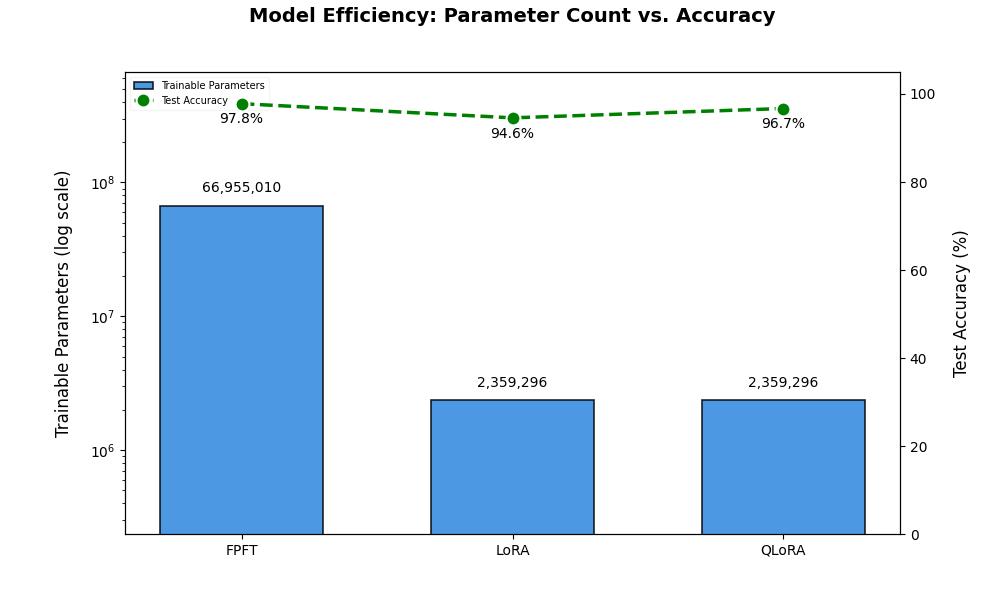 Model Efficiency: Parameter Count vs. Accuracy
Trainable Parameters
Test Accuracy
97.8%
94.6%
96.7%
66,955,010
2,359,296
2,359,296
Trainable Parameters (log scale)
10⁸
10⁷
10⁶
100
80
60
40
20
0
Test Accuracy (%)
FPFT
LoRA
QLoRA